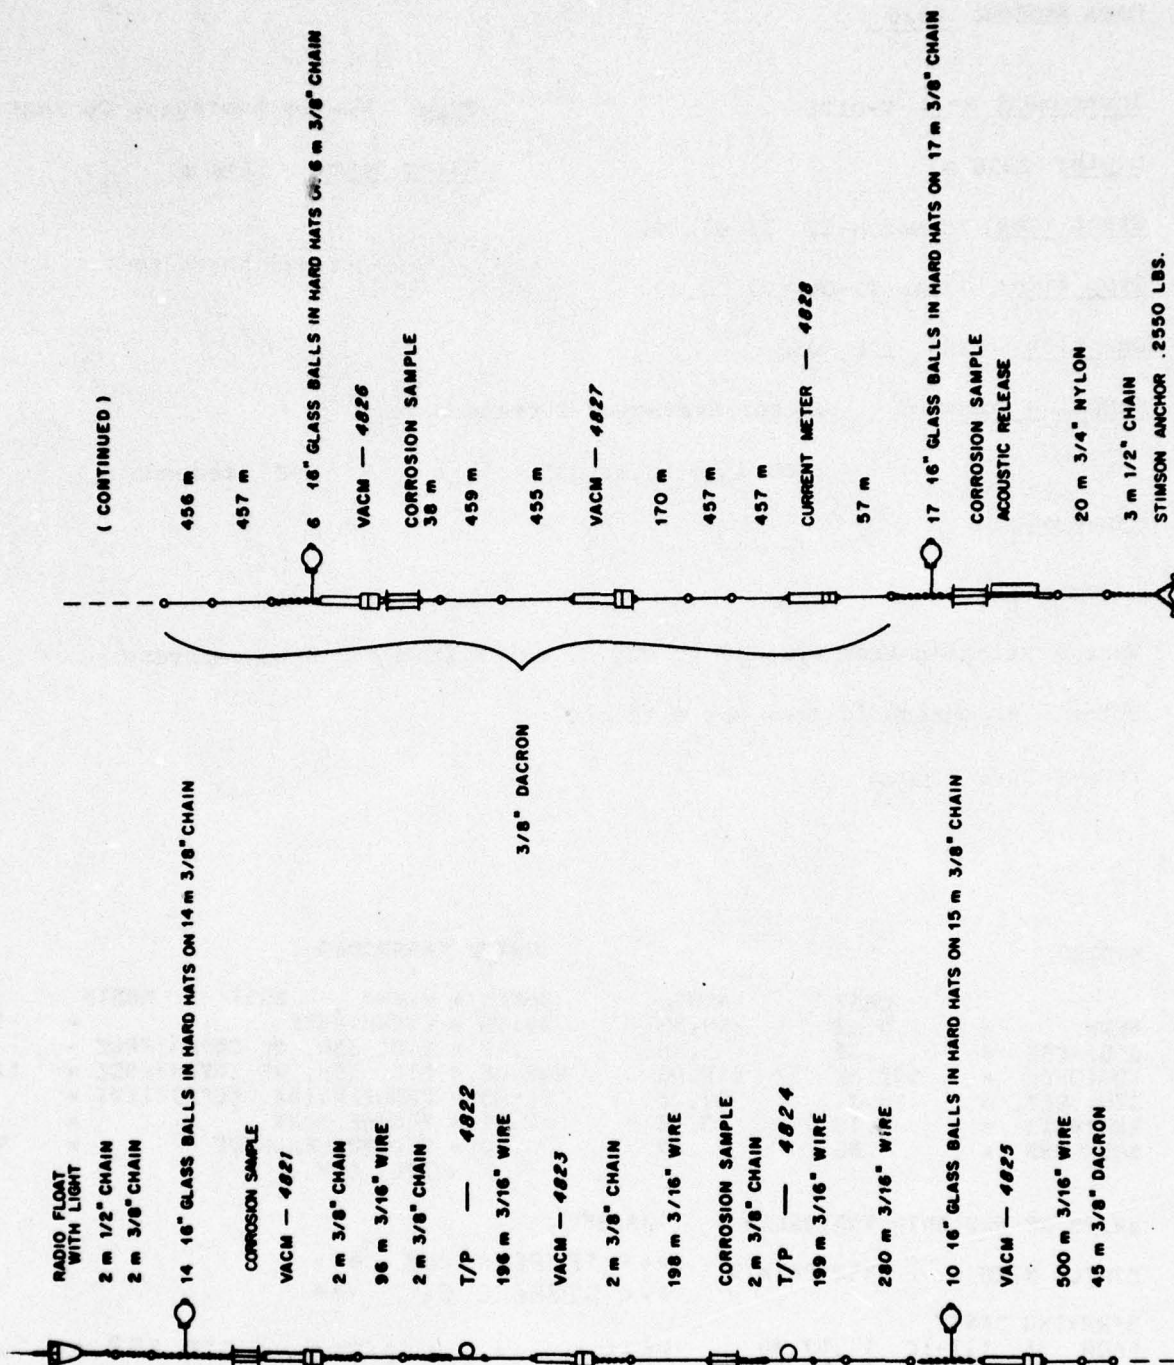 RADIO FLOAT
WITH LIGHT
2 m 1/2" CHAIN
2 m 3/8" CHAIN
14 16" GLASS BALLS IN HARD HATS ON 14 m 3/8" CHAIN
CORROSION SAMPLE
VACM — 4821
2 m 3/8" CHAIN
96 m 3/16" WIRE
2 m 3/8" CHAIN
T/P — 4822
196 m 3/16" WIRE
VACM — 4823
2 m 3/8" CHAIN
198 m 3/16" WIRE
CORROSION SAMPLE
2 m 3/8" CHAIN
T/P — 4824
199 m 3/16" WIRE
280 m 3/16" WIRE
10 16" GLASS BALLS IN HARD HATS ON 15 m 3/8" CHAIN
VACM — 4825
500 m 3/16" WIRE
45 m 3/8" DACRON
3/8" DACRON
( CONTINUED )
456 m
457 m
6 16" GLASS BALLS IN HARD HATS ON 6 m 3/8" CHAIN
VACM — 4826
CORROSION SAMPLE
38 m
459 m
455 m
VACM — 4827
170 m
457 m
457 m
CURRENT METER — 4828
57 m
17 16" GLASS BALLS IN HARD HATS ON 17 m 3/8" CHAIN
CORROSION SAMPLE
ACOUSTIC RELEASE
20 m 3/4" NYLON
3 m 1/2" CHAIN
STIMSON ANCHOR . 2550 LBS.